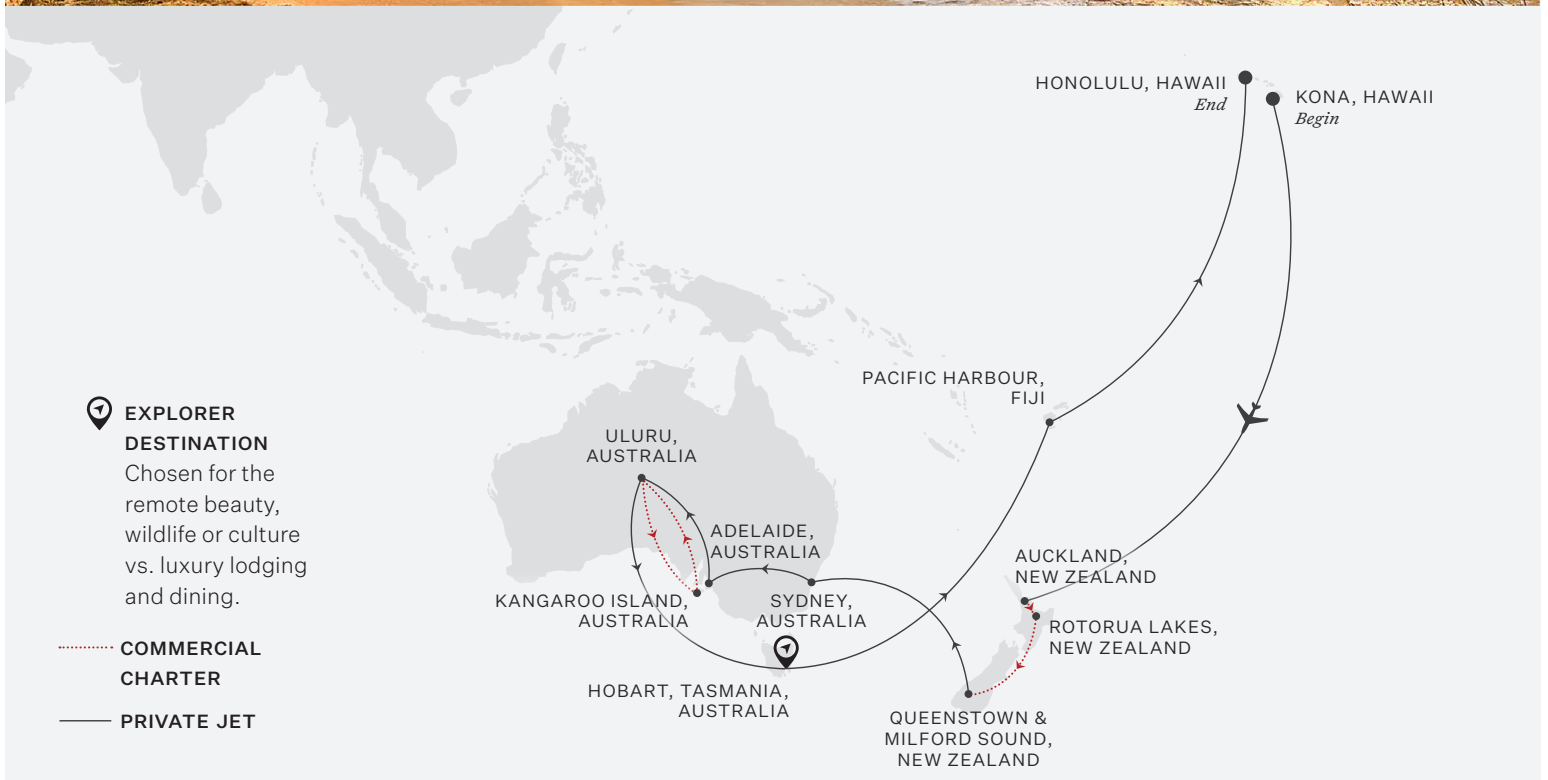 HONOLULU, HAWAII
End
KONA, HAWAII
Begin
PACIFIC HARBOUR,
FIJI
EXPLORER
DESTINATION
Chosen for the
remote beauty,
wildlife or culture
vs. luxury lodging
and dining.
COMMERCIAL
CHARTER
PRIVATE JET
ULURU,
AUSTRALIA
ADELAIDE,
AUSTRALIA
KANGAROO ISLAND,
AUSTRALIA
SYDNEY,
AUSTRALIA
HOBART, TASMANIA,
AUSTRALIA
AUCKLAND,
NEW ZEALAND
ROTORUA LAKES,
NEW ZEALAND
QUEENSTOWN &
MILFORD SOUND,
NEW ZEALAND